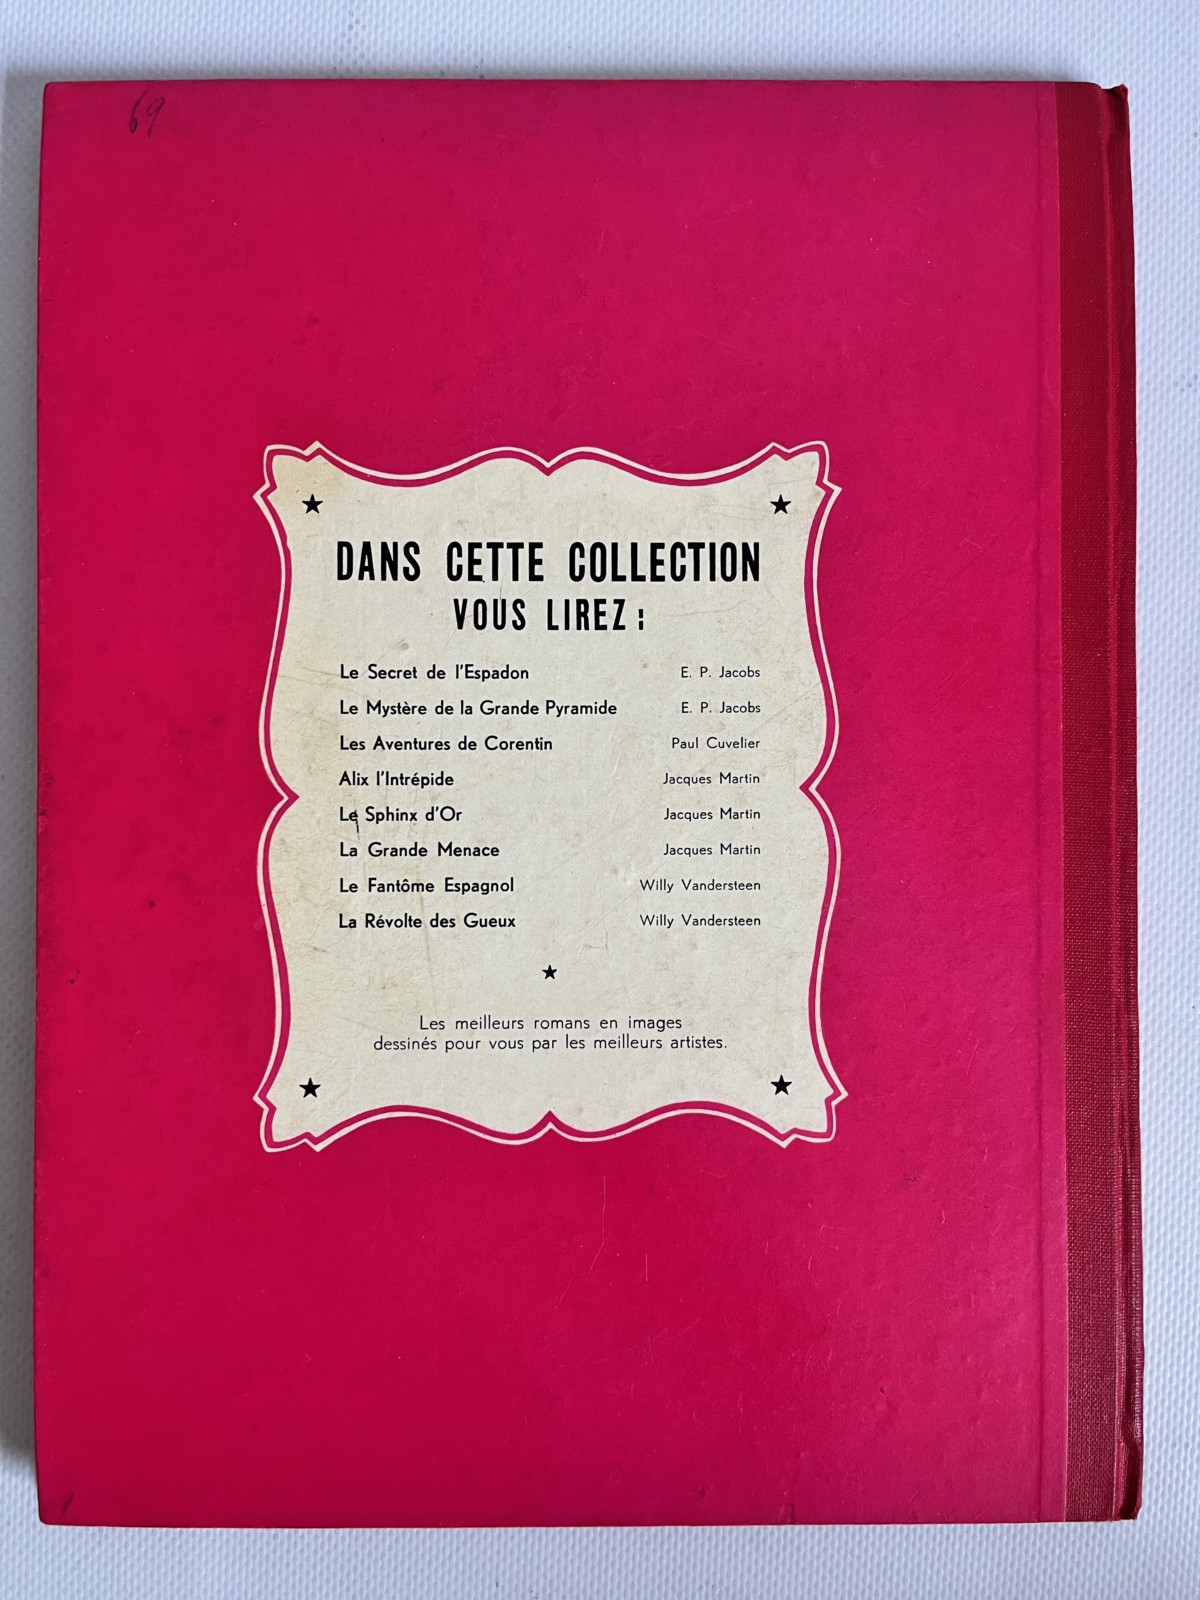 69
DANS CETTE COLLECTION
VOUS LIREZ :
Le Secret de l'Espadon E. P. Jacobs
Le Mystère de la Grande Pyramide E. P. Jacobs
Les Aventures de Corentin Paul Cuvelier
Alix l'Intrépide Jacques Martin
Le Sphinx d'Or Jacques Martin
La Grande Menace Jacques Martin
Le Fantôme Espagnol Willy Vandersteen
La Révolte des Gueux Willy Vandersteen
Les meilleurs romans en images
dessinés pour vous par les meilleurs artistes.